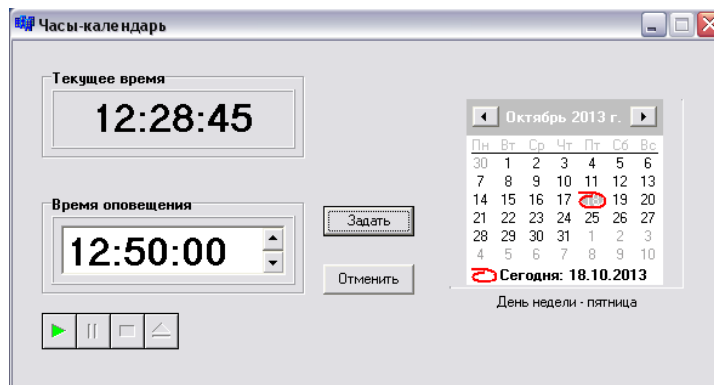 Часы-календарь
Текущее время
12:28:45
Время оповещения
12:50:00
Задать
Отменить
Октябрь 2013 г.
Пн Вт Ср Чт Пт Сб Вс
30 1 2 3 4 5 6
7 8 9 10 11 12 13
14 15 16 17 18 19 20
21 22 23 24 25 26 27
28 29 30 31 1 2 3
4 5 6 7 8 9 10
Сегодня: 18.10.2013
День недели - пятница